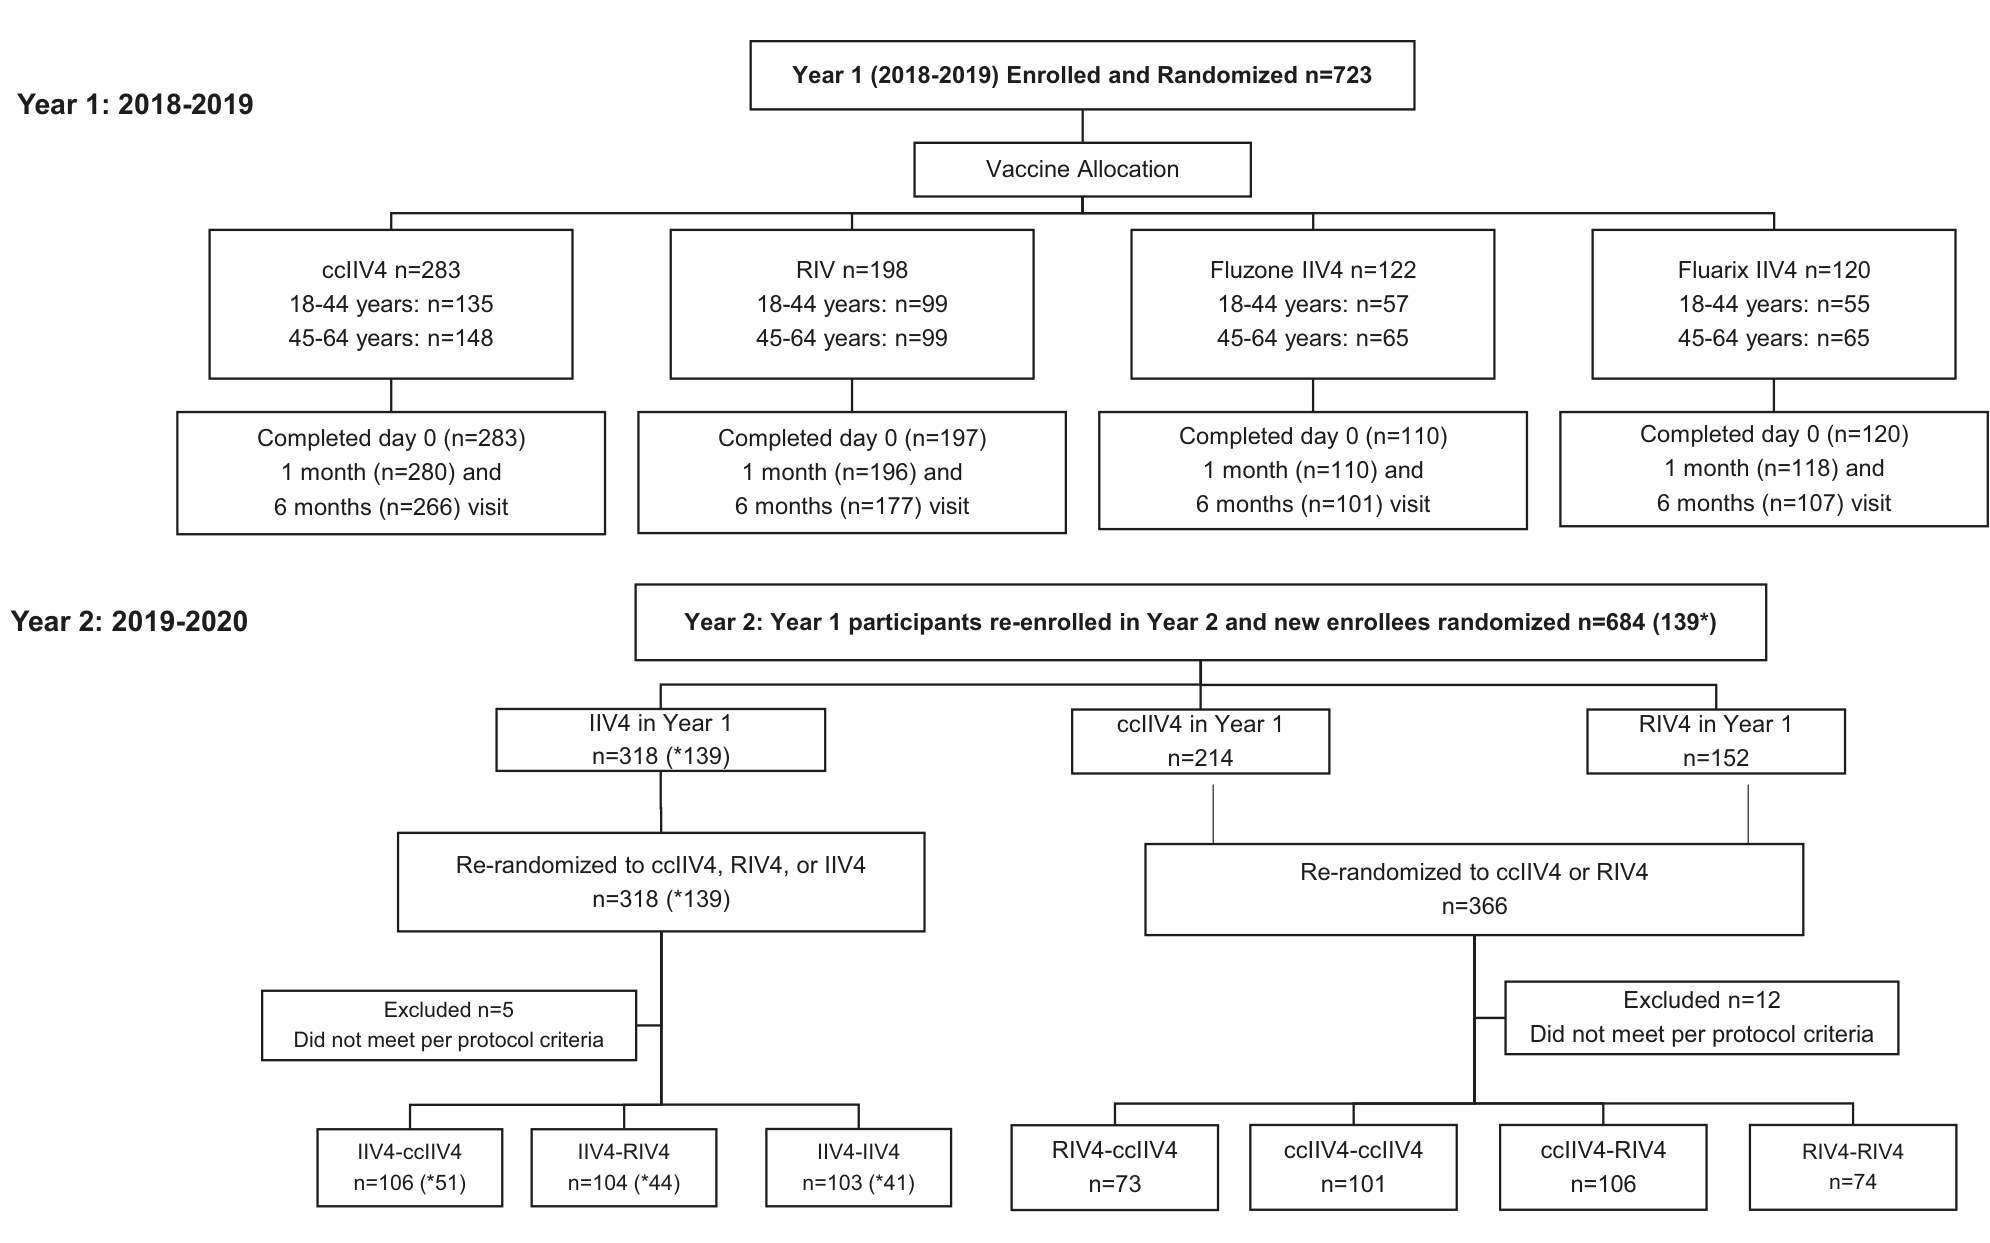 Year 1 (2018-2019) Enrolled and Randomized n=723
Year 1: 2018-2019
Vaccine Allocation
ccIIV4 n=283
18-44 years: n=135
45-64 years: n=148
RIV n=198
18-44 years: n=99
45-64 years: n=99
Fluzone IIV4 n=122
18-44 years: n=57
45-64 years: n=65
Fluarix IIV4 n=120
18-44 years: n=55
45-64 years: n=65
Completed day 0 (n=283)
1 month (n=280) and
6 months (n=266) visit
Completed day 0 (n=197)
1 month (n=196) and
6 months (n=177) visit
Completed day 0 (n=110)
1 month (n=110) and
6 months (n=101) visit
Completed day 0 (n=120)
1 month (n=118) and
6 months (n=107) visit
Year 2: 2019-2020
Year 2: Year 1 participants re-enrolled in Year 2 and new enrollees randomized n=684 (139*)
IIV4 in Year 1
n=318 (*139)
ccIIV4 in Year 1
n=214
RIV4 in Year 1
n=152
Re-randomized to ccIIV4, RIV4, or IIV4
n=318 (*139)
Re-randomized to ccIIV4 or RIV4
n=366
Excluded n=5
Did not meet per protocol criteria
Excluded n=12
Did not meet per protocol criteria
IIV4-ccIIV4
n=106 (*51)
IIV4-RIV4
n=104 (*44)
IIV4-IIV4
n=103 (*41)
RIV4-ccIIV4
n=73
ccIIV4-ccIIV4
n=101
ccIIV4-RIV4
n=106
RIV4-RIV4
n=74